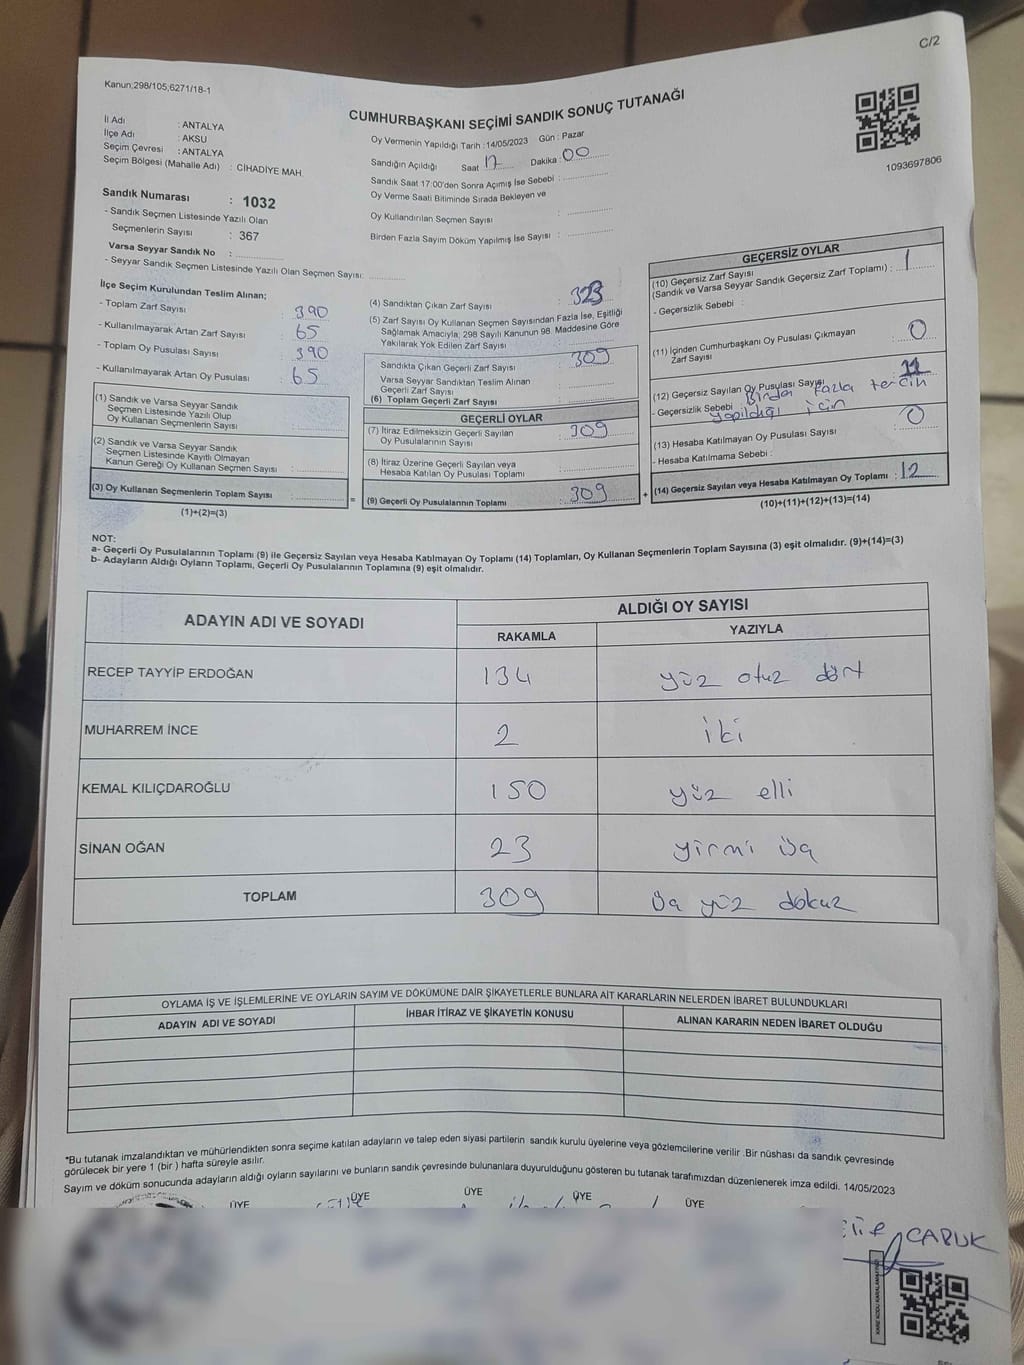 C/2
Kanun;298/105;6271/18-1
CUMHURBAŞKANI SEÇİMİ SANDIK SONUÇ TUTANAĞI
1093697806
İl Adı : ANTALYA
İlçe Adı : AKSU
Seçim Çevresi : ANTALYA
Seçim Bölgesi (Mahalle Adı) : CİHADİYE MAH.
Oy Vermenin Yapıldığı Tarih : 14/05/2023 Gün : Pazar
Sandığın Açıldığı Saat 17 Dakika : 00
Sandık Saat 17:00'den Sonra Açımış İse Sebebi :
Oy Verme Saati Bitiminde Sırada Bekleyen ve
Oy Kullandırılan Seçmen Sayısı :
Birden Fazla Sayım Döküm Yapılmış İse Sayısı :
Sandık Numarası : 1032
- Sandık Seçmen Listesinde Yazılı Olan
Seçmenlerin Sayısı : 367
Varsa Seyyar Sandık No :
- Seyyar Sandık Seçmen Listesinde Yazılı Olan Seçmen Sayısı:
İlçe Seçim Kurulundan Teslim Alınan;
- Toplam Zarf Sayısı : 390
- Kullanılmayarak Artan Zarf Sayısı : 65
- Toplam Oy Pusulası Sayısı : 390
- Kullanılmayarak Artan Oy Pusulası : 65
(1) Sandık ve Varsa Seyyar Sandık
Seçmen Listesinde Yazılı Olup
Oy Kullanan Seçmenlerin Sayısı :
(2) Sandık ve Varsa Seyyar Sandık
Seçmen Listesinde Kayıtlı Olmayan
Kanun Gereği Oy Kullanan Seçmen Sayısı :
(3) Oy Kullanan Seçmenlerin Toplam Sayısı :
(1)+(2)=(3)
(4) Sandıktan Çıkan Zarf Sayısı : 323
(5) Zarf Sayısı Oy Kullanan Seçmen Sayısından Fazla İse, Eşitliği
Sağlamak Amacıyla; 298 Sayılı Kanunun 98. Maddesine Göre
Yakılarak Yok Edilen Zarf Sayısı :
Sandıkta Çıkan Geçerli Zarf Sayısı : 309
Varsa Seyyar Sandıktan Teslim Alınan
Geçerli Zarf Sayısı :
(6) Toplam Geçerli Zarf Sayısı :
GEÇERLİ OYLAR
(7) İtiraz Edilmeksizin Geçerli Sayılan
Oy Pusulalarının Sayısı : 309
(8) İtiraz Üzerine Geçerli Sayılan veya
Hesaba Katılan Oy Pusulası Toplamı :
= (9) Geçerli Oy Pusulalarının Toplamı : 309 +
GEÇERSİZ OYLAR
(10) Geçersiz Zarf Sayısı
(Sandık ve Varsa Seyyar Sandık Geçersiz Zarf Toplamı) : 1
- Geçersizlik Sebebi :
(11) İçinden Cumhurbaşkanı Oy Pusulası Çıkmayan
Zarf Sayısı : 0
(12) Geçersiz Sayılan Oy Pusulası Sayısı : 11
- Geçersizlik Sebebi Birden fazla tercih
yapıldığı için
(13) Hesaba Katılmayan Oy Pusulası Sayısı : 0
- Hesaba Katılmama Sebebi :
(14) Geçersiz Sayılan veya Hesaba Katılmayan Oy Toplamı : 12
(10)+(11)+(12)+(13)=(14)
NOT:
a- Geçerli Oy Pusulalarının Toplamı (9) ile Geçersiz Sayılan veya Hesaba Katılmayan Oy Toplamı (14) Toplamları, Oy Kullanan Seçmenlerin Toplam Sayısına (3) eşit olmalıdır. (9)+(14)=(3)
b- Adayların Aldığı Oyların Toplamı, Geçerli Oy Pusulalarının Toplamına (9) eşit olmalıdır.
ADAYIN ADI VE SOYADI
ALDIĞI OY SAYISI
RAKAMLA YAZIYLA
RECEP TAYYİP ERDOĞAN 134 yüz otuz dört
MUHARREM İNCE 2 iki
KEMAL KILIÇDAROĞLU 150 yüz elli
SİNAN OĞAN 23 yirmi üç
TOPLAM 309 üç yüz dokuz
OYLAMA İŞ VE İŞLEMLERİNE VE OYLARIN SAYIM VE DÖKÜMÜNE DAİR ŞİKAYETLERLE BUNLARA AİT KARARLARIN NELERDEN İBARET BULUNDUKLARI
ADAYIN ADI VE SOYADI İHBAR İTİRAZ VE ŞİKAYETİN KONUSU ALINAN KARARIN NEDEN İBARET OLDUĞU
*Bu tutanak imzalandıktan ve mühürlendikten sonra seçime katılan adayların ve talep eden siyasi partilerin sandık kurulu üyelerine veya gözlemcilerine verilir .Bir nüshası da sandık çevresinde
görülecek bir yere 1 (bir ) hafta süreyle asılır.
Sayım ve döküm sonucunda adayların aldığı oyların sayılarını ve bunların sandık çevresinde bulunanlara duyurulduğunu gösteren bu tutanak tarafımızdan düzenlenerek imza edildi. 14/05/2023
ÜYE ÜYE ÜYE ÜYE ÜYE